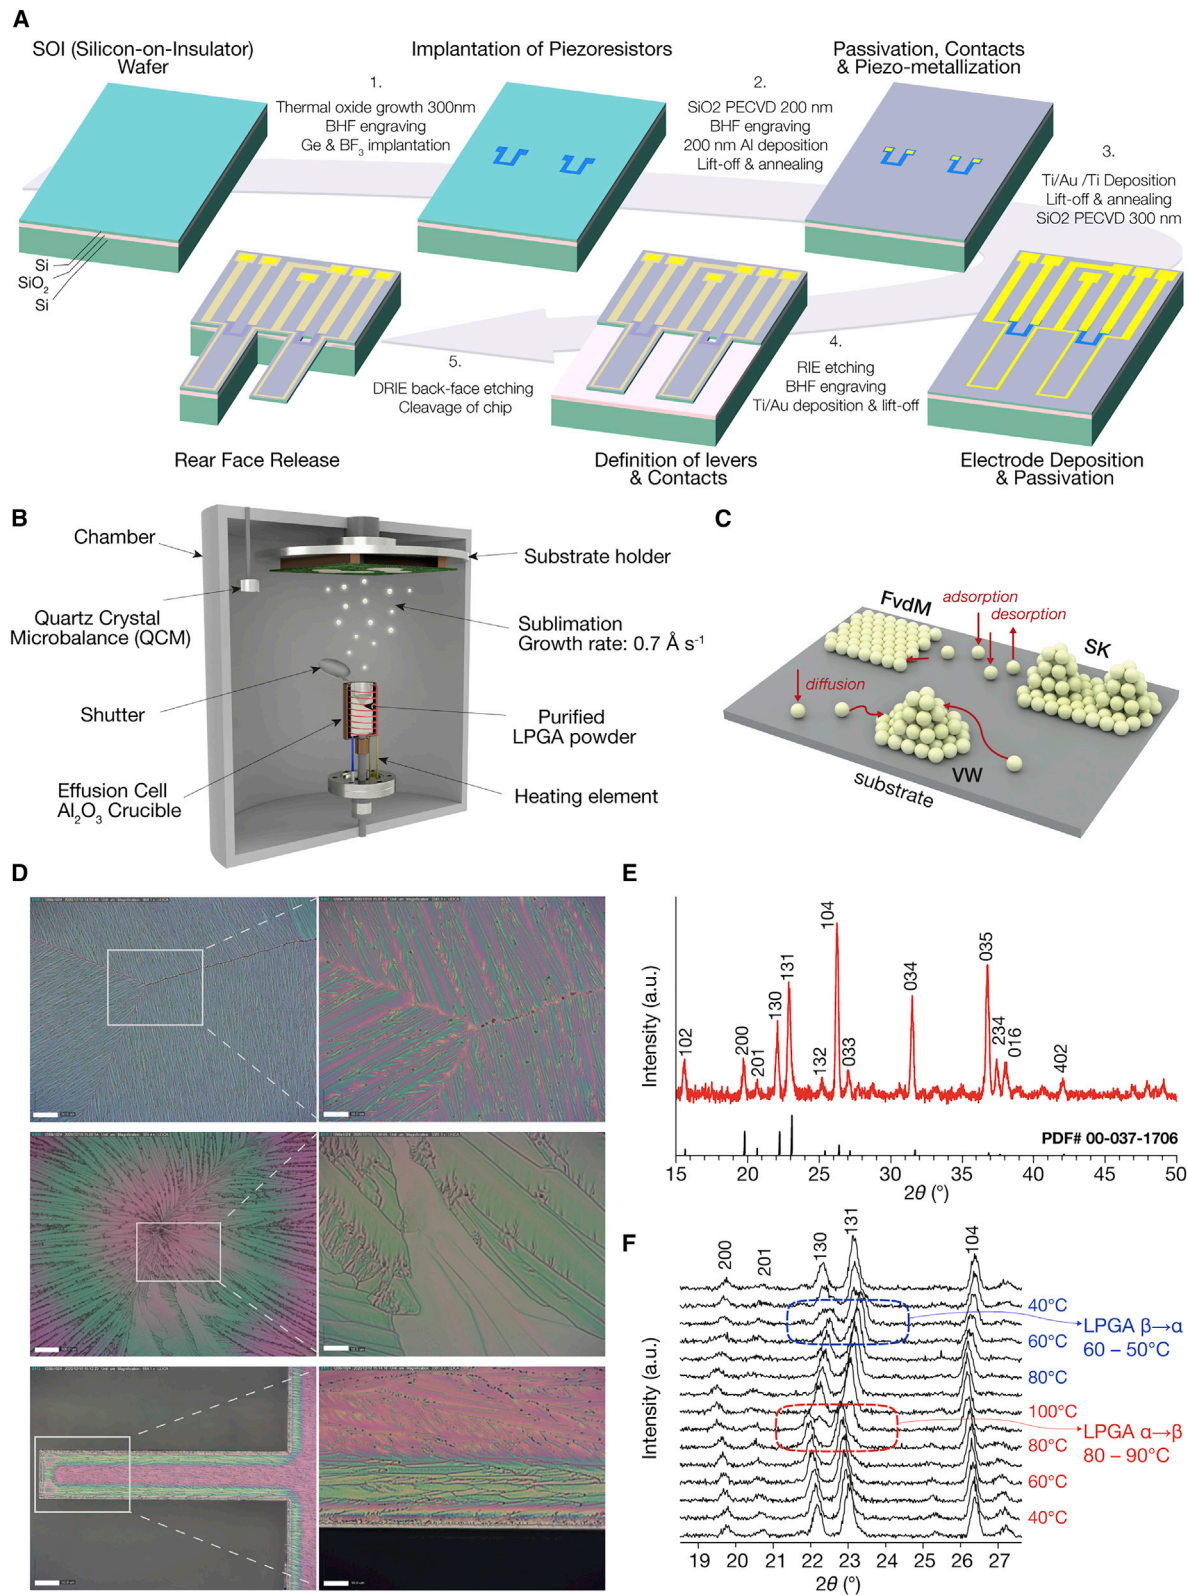 A
SOI (Silicon-on-Insulator)
Wafer
Implantation of Piezoresistors
Passivation, Contacts
& Piezo-metallization
1.
Thermal oxide growth 300nm
BHF engraving
Ge & BF3 implantation
2.
SiO2 PECVD 200 nm
BHF engraving
200 nm Al deposition
Lift-off & annealing
3.
Ti/Au /Ti Deposition
Lift-off & annealing
SiO2 PECVD 300 nm
Si
SiO2
Si
4.
RIE etching
BHF engraving
Ti/Au deposition & lift-off
5.
DRIE back-face etching
Cleavage of chip
Rear Face Release
Definition of levers
& Contacts
Electrode Deposition
& Passivation
B
Chamber
Substrate holder
Quartz Crystal
Microbalance (QCM)
Sublimation
Growth rate: 0.7 Å s-1
Shutter
Purified
LPGA powder
Effusion Cell
Al2O3 Crucible
Heating element
C
FvdM
adsorption
desorption
SK
diffusion
VW
substrate
D
E
Intensity (a.u.)
102
200
201
130
131
132
104
033
034
035
234
016
402
PDF# 00-037-1706
15 20 25 30 35 40 45 50
2θ (°)
F
Intensity (a.u.)
200
201
130
131
104
40°C
60°C
80°C
100°C
80°C
60°C
40°C
LPGA β→α
60 – 50°C
LPGA α→β
80 – 90°C
19 20 21 22 23 24 25 26 27
2θ (°)